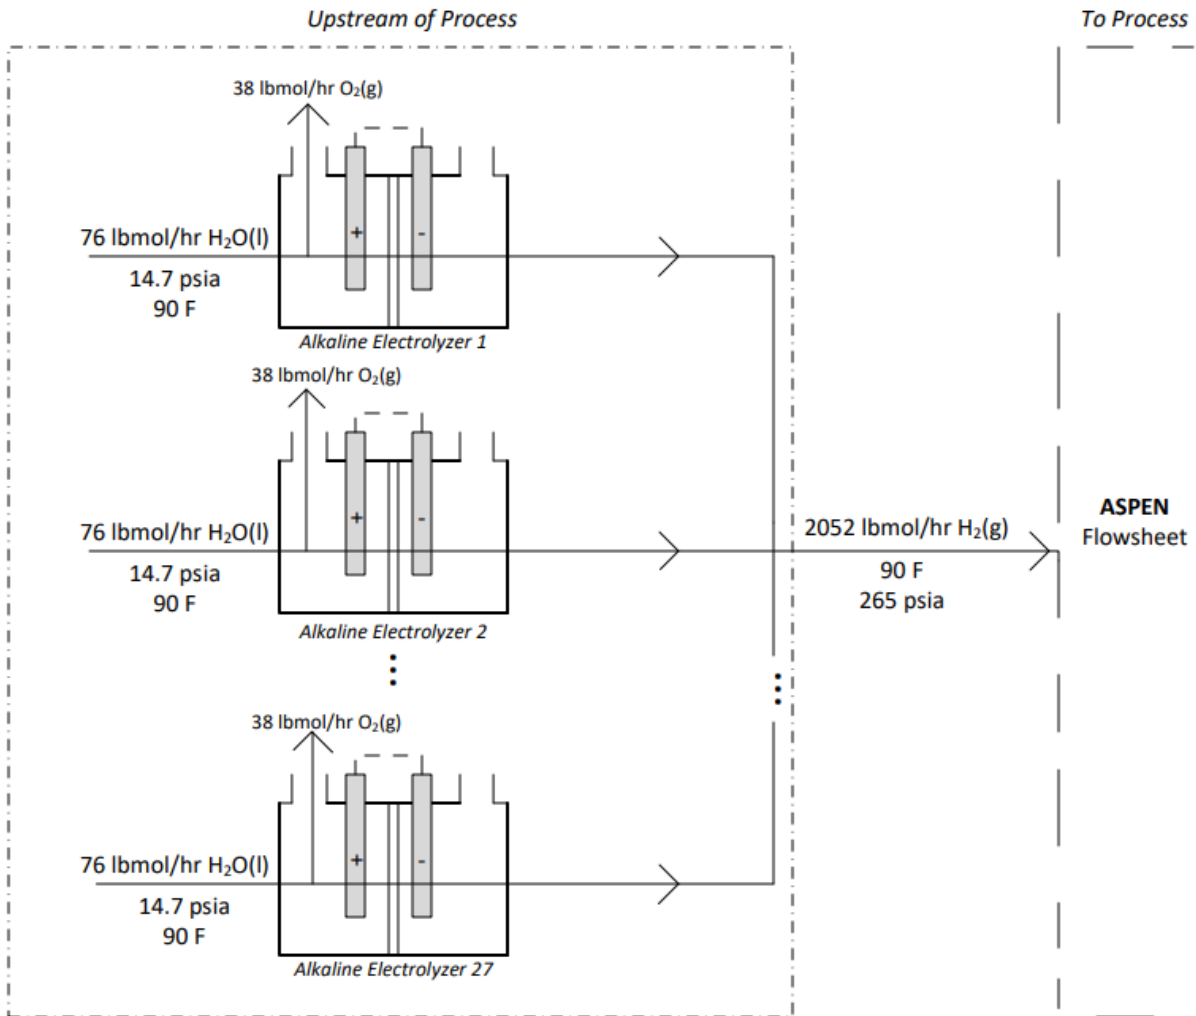 Upstream of Process
To Process
38 lbmol/hr O₂(g)
76 lbmol/hr H₂O(l)
14.7 psia
90 F
+
-
Alkaline Electrolyzer 1
38 lbmol/hr O₂(g)
76 lbmol/hr H₂O(l)
14.7 psia
90 F
+
-
Alkaline Electrolyzer 2
2052 lbmol/hr H₂(g)
90 F
265 psia
ASPEN
Flowsheet
38 lbmol/hr O₂(g)
76 lbmol/hr H₂O(l)
14.7 psia
90 F
+
-
Alkaline Electrolyzer 27